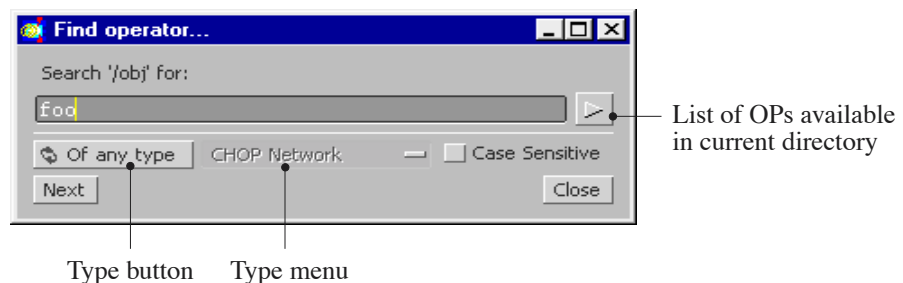 Find operator...
Search '/obj' for:
foo
List of OPs available
in current directory
Of any type CHOP Network Case Sensitive
Next Close
Type button Type menu